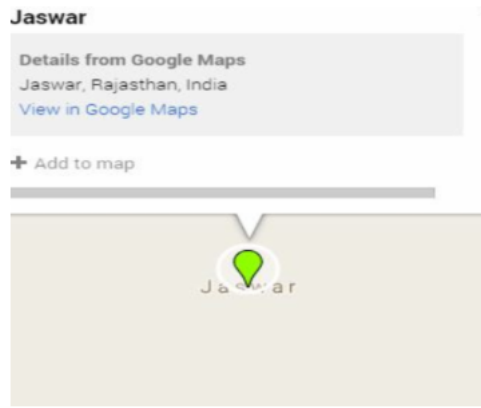 Jaswar
Details from Google Maps
Jaswar, Rajasthan, India
View in Google Maps
+ Add to map
Jaswar